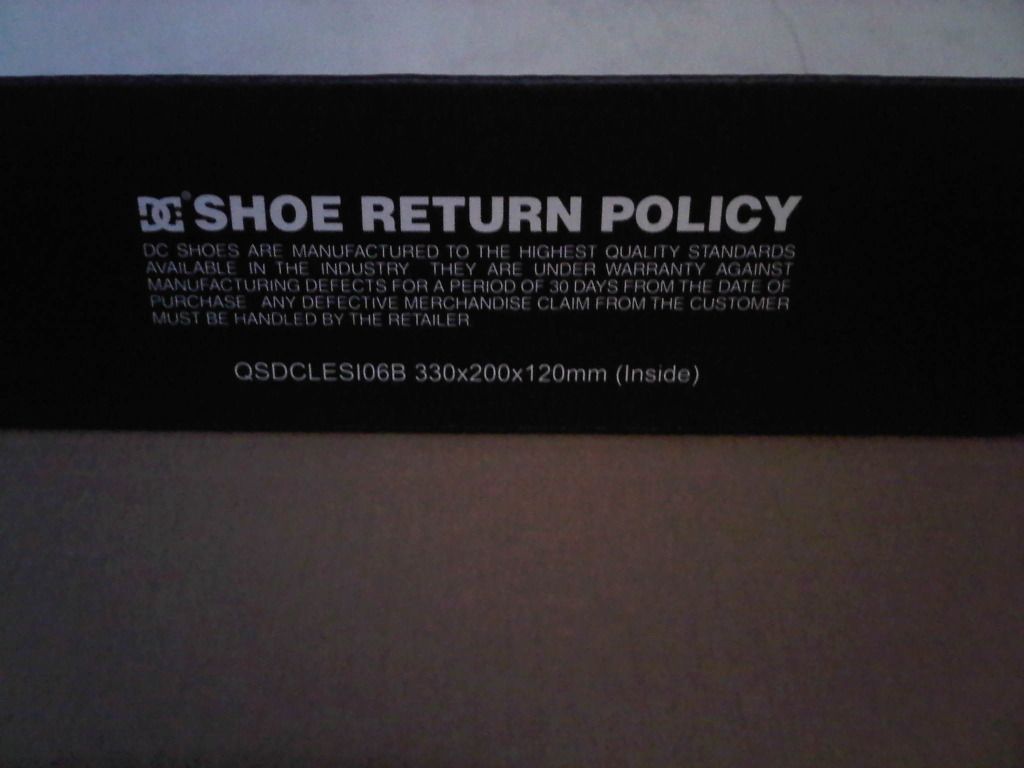 DC® SHOE RETURN POLICY
DC SHOES ARE MANUFACTURED TO THE HIGHEST QUALITY STANDARDS
AVAILABLE IN THE INDUSTRY THEY ARE UNDER WARRANTY AGAINST
MANUFACTURING DEFECTS FOR A PERIOD OF 30 DAYS FROM THE DATE OF
PURCHASE ANY DEFECTIVE MERCHANDISE CLAIM FROM THE CUSTOMER
MUST BE HANDLED BY THE RETAILER
QSDCLESI06B 330x200x120mm (Inside)